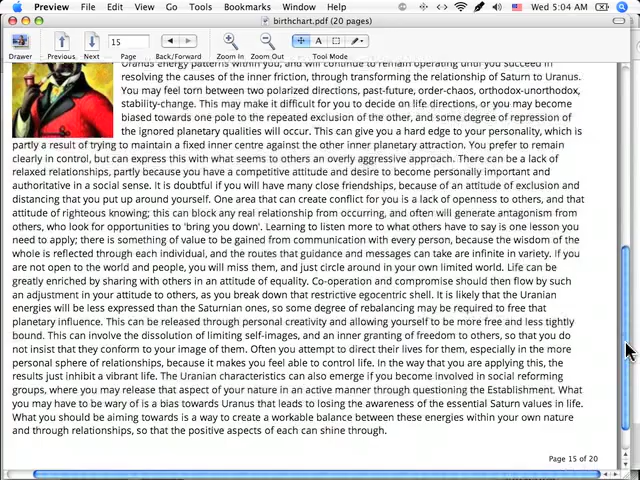 Preview File Edit View Go Tools Bookmarks Window Help Wed 5:04 AM
birthchart.pdf (20 pages)
15
Drawer Previous Next Page Back/Forward Zoom In Zoom Out Tool Mode
Uranus energy patterns within you, and will continue to remain operating until you succeed in
resolving the causes of the inner friction, through transforming the relationship of Saturn to Uranus.
You may feel torn between two polarized directions, past-future, order-chaos, orthodox-unorthodox,
stability-change. This may make it difficult for you to decide on life directions, or you may become
biased towards one pole to the repeated exclusion of the other, and some degree of repression of
the ignored planetary qualities will occur. This can give you a hard edge to your personality, which is
partly a result of trying to maintain a fixed inner centre against the other inner planetary attraction. You prefer to remain
clearly in control, but can express this with what seems to others an overly aggressive approach. There can be a lack of
relaxed relationships, partly because you have a competitive attitude and desire to become personally important and
authoritative in a social sense. It is doubtful if you will have many close friendships, because of an attitude of exclusion and
distancing that you put up around yourself. One area that can create conflict for you is a lack of openness to others, and that
attitude of righteous knowing; this can block any real relationship from occurring, and often will generate antagonism from
others, who look for opportunities to 'bring you down'. Learning to listen more to what others have to say is one lesson you
need to apply; there is something of value to be gained from communication with every person, because the wisdom of the
whole is reflected through each individual, and the routes that guidance and messages can take are infinite in variety. If you
are not open to the world and people, you will miss them, and just circle around in your own limited world. Life can be
greatly enriched by sharing with others in an attitude of equality. Co-operation and compromise should then flow by such
an adjustment in your attitude to others, as you break down that restrictive egocentric shell. It is likely that the Uranian
energies will be less expressed than the Saturnian ones, so some degree of rebalancing may be required to free that
planetary influence. This can be released through personal creativity and allowing yourself to be more free and less tightly
bound. This can involve the dissolution of limiting self-images, and an inner granting of freedom to others, so that you do
not insist that they conform to your image of them. Often you attempt to direct their lives for them, especially in the more
personal sphere of relationships, because it makes you feel able to control life. In the way that you are applying this, the
results just inhibit a vibrant life. The Uranian characteristics can also emerge if you become involved in social reforming
groups, where you may release that aspect of your nature in an active manner through questioning the Establishment. What
you may have to be wary of is a bias towards Uranus that leads to losing the awareness of the essential Saturn values in life.
What you should be aiming towards is a way to create a workable balance between these energies within your own nature
and through relationships, so that the positive aspects of each can shine through.
Page 15 of 20